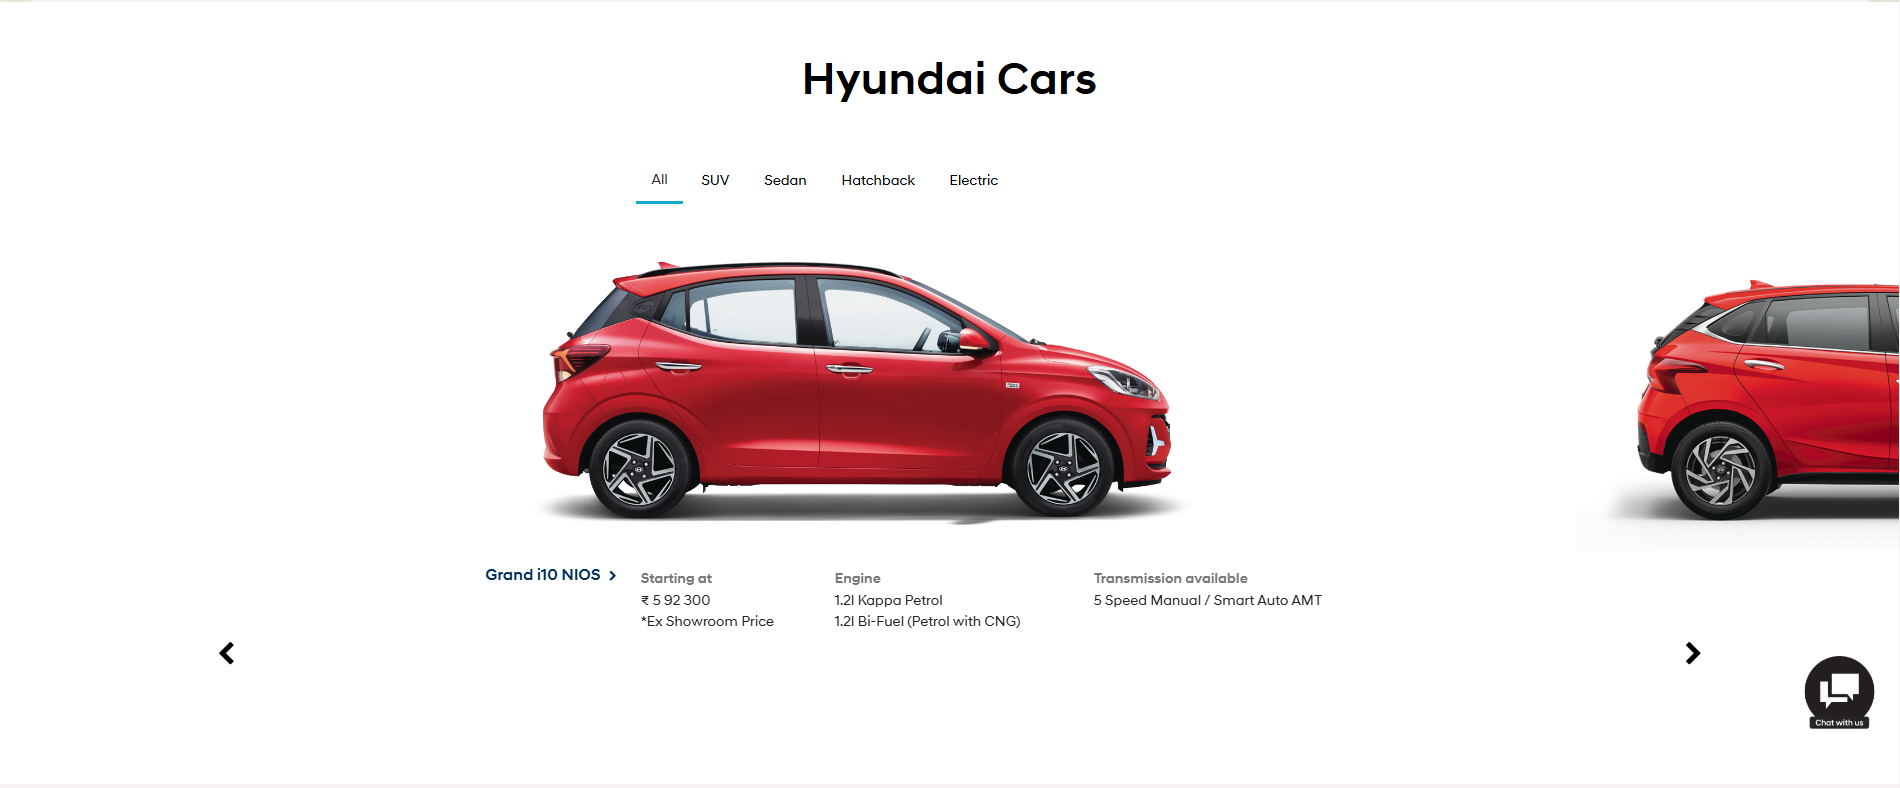 Hyundai Cars
All
SUV
Sedan
Hatchback
Electric
Grand i10 NIOS
Starting at
₹ 5 92 300
*Ex Showroom Price
Engine
1.2l Kappa Petrol
1.2l Bi-Fuel (Petrol with CNG)
Transmission available
5 Speed Manual / Smart Auto AMT
Chat with us